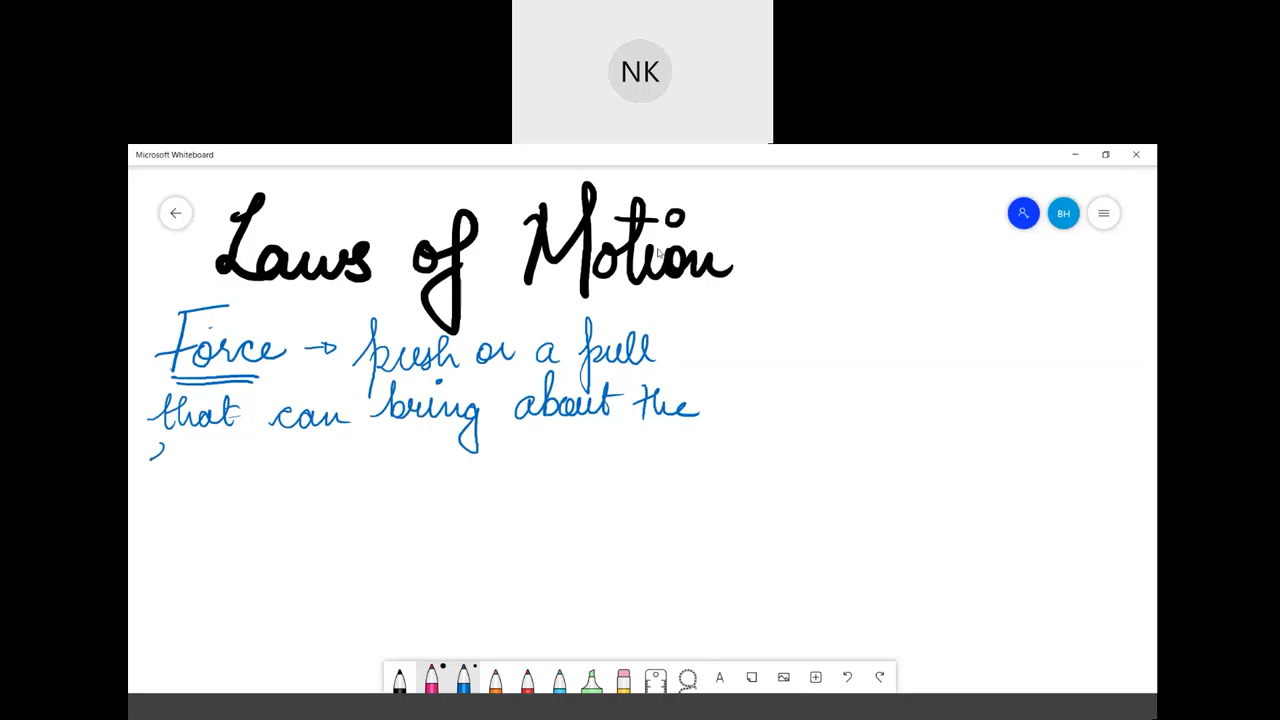 NK
Microsoft Whiteboard
BH
Laws of Motion
Force → push or a pull
that can bring about the
A